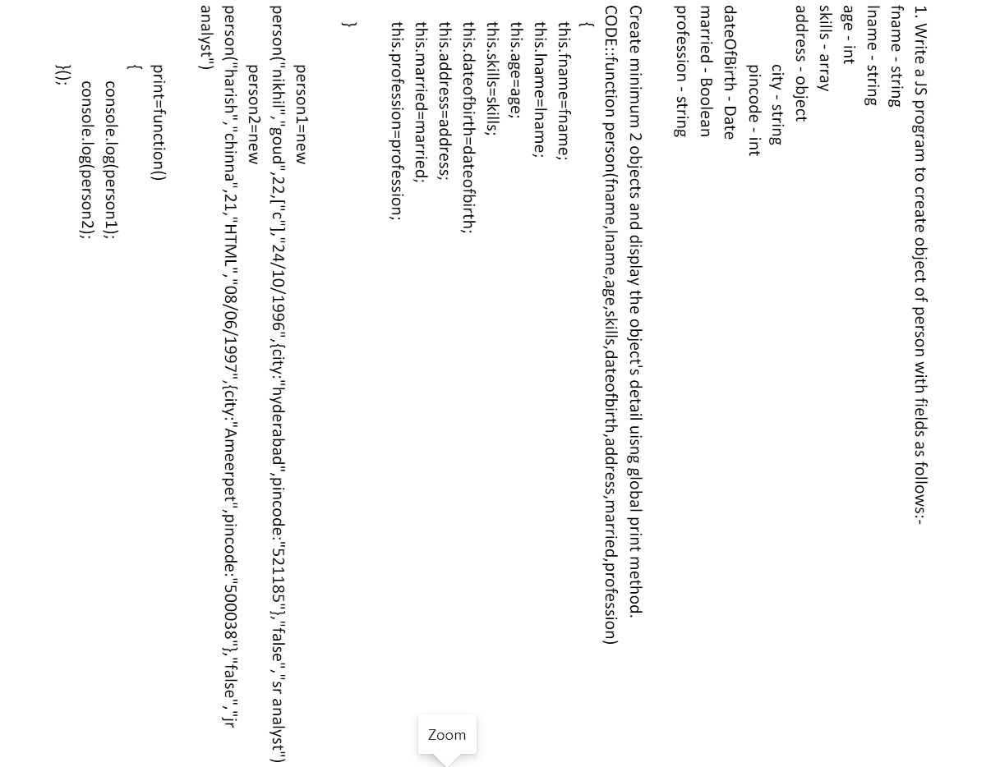 1. Write a JS program to create object of person with fields as follows:-
fname - string
lname - string
age - int
skills - array
address - object
city - string
pincode - int
dateOfBirth - Date
married - Boolean
profession - string
Create minimum 2 objects and display the object's detail uisng global print method.
CODE::function person(fname,lname,age,skills,dateofbirth,address,married,profession)
{
this.fname=fname;
this.lname=lname;
this.age=age;
this.skills=skills;
this.dateofbirth=dateofbirth;
this.address=address;
this.married=married;
this.profession=profession;
}
person1=new
person("nikhil","goud",22,["c"],"24/10/1996",{city:"hyderabad",pincode:"521185"},"false","sr analyst")
person2=new
person("harish","chinna",21,"HTML","08/06/1997",{city:"Ameerpet",pincode:"500038"},"false","jr
analyst")
print=function()
{
console.log(person1);
console.log(person2);
}();
Zoom